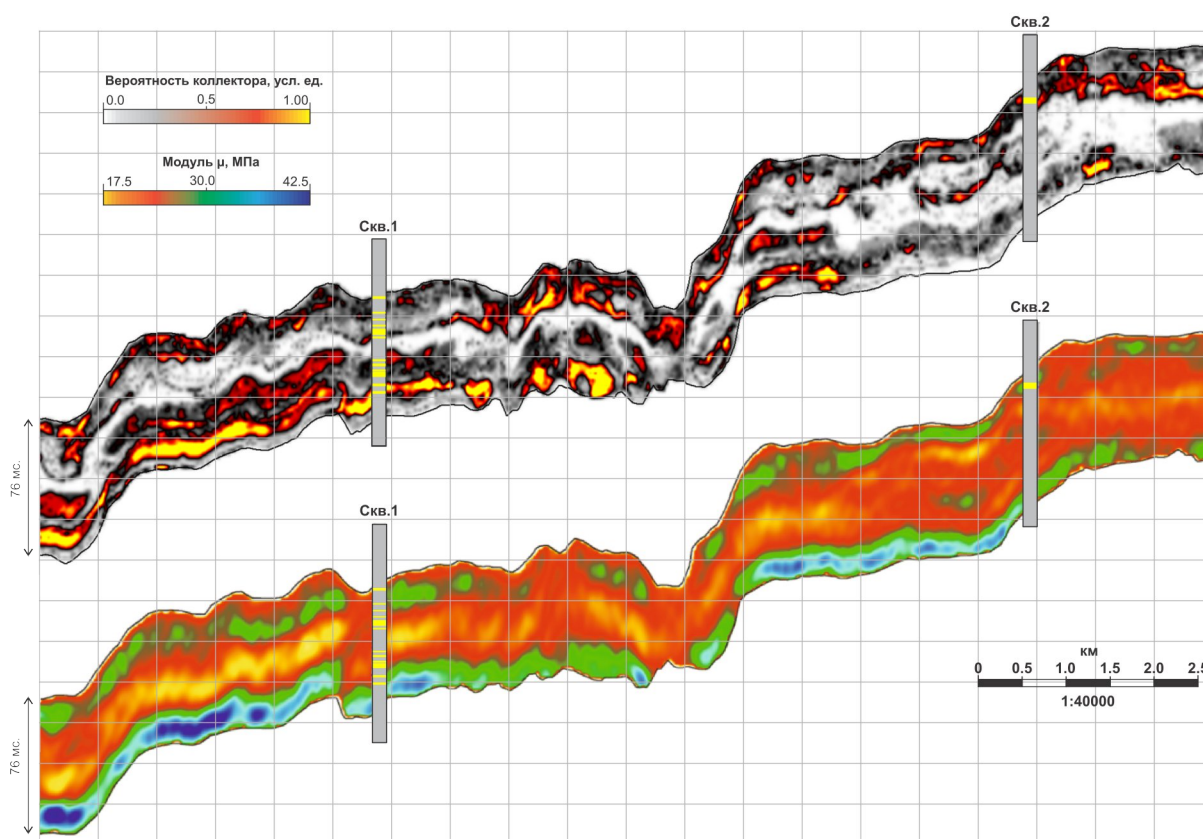 Скв.2
Вероятность коллектора, усл. ед.
0.0 0.5 1.00
Модуль μ, МПа
17.5 30.0 42.5
Скв.1
Скв.2
76 мс.
Скв.1
км
0 0.5 1.0 1.5 2.0 2.5
1:40000
76 мс.